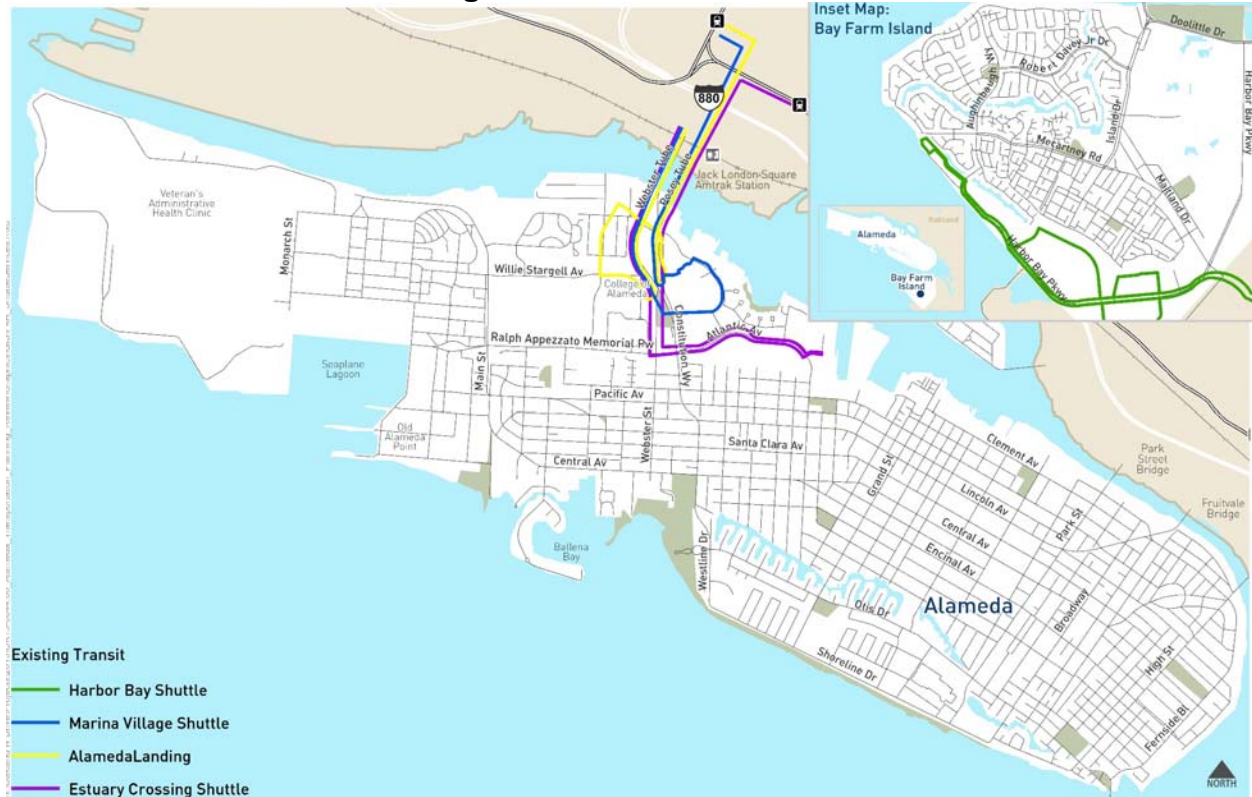 Inset Map:
Bay Farm Island
Doolittle Dr
Robert Davey Jr Dr
Aughinbaugh Wy
Island Dr
Harbor Bay Pkwy
Mecartney Rd
Maitland Dr
Harbor Bay Pkwy
Oakland
Alameda
Bay Farm
Island
880
Webster Tube
Posey Tube
Jack London Square
Amtrak Station
Veteran's
Administrative
Health Clinic
Monarch St
Willie Stargell Av
College of
Alameda
Constitution Wy
Atlantic Av
Ralph Appezzato Memorial Pw
Seaplane
Lagoon
Main St
Pacific Av
Old
Alameda
Point
Webster St
Santa Clara Av
Central Av
Clement Av
Park
Street
Bridge
Grand St
Lincoln Av
Park St
Fruitvale
Bridge
Central Av
Encinal Av
Ballena
Bay
Westline Dr
Otis Dr
Alameda
Broadway
High St
Shoreline Dr
Fernside Bl
Existing Transit
Harbor Bay Shuttle
Marina Village Shuttle
AlamedaLanding
Estuary Crossing Shuttle
NORTH